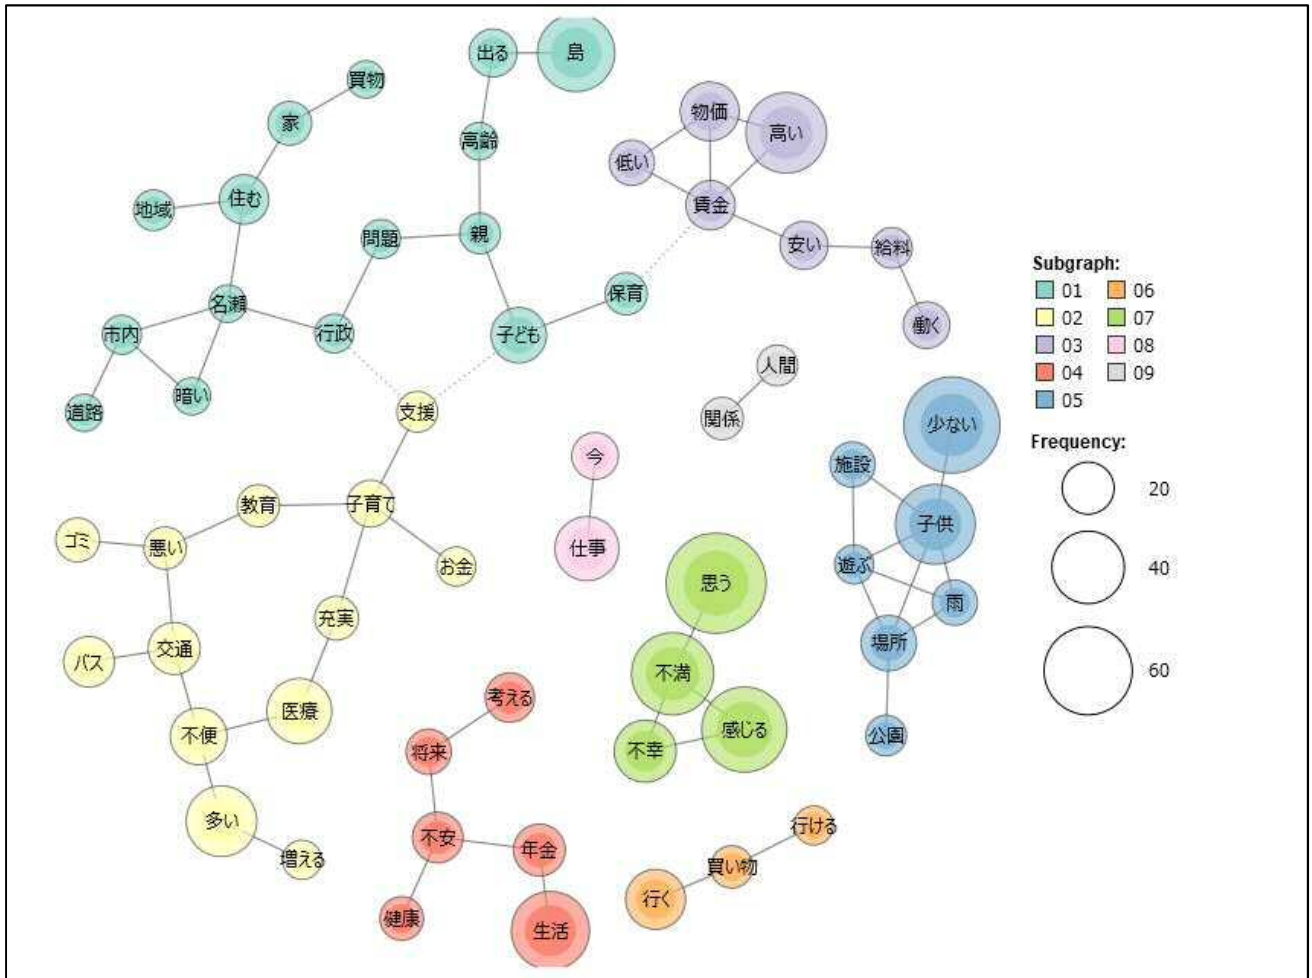 出る
島
買物
家
高齢
物価
高い
低い
地域
住む
賃金
問題
親
安い
給料
保育
名瀬
市内
行政
子ども
働く
暗い
道路
支援
人間
関係
少ない
今
施設
教育
子育て
子供
ゴミ
悪い
仕事
お金
遊ぶ
思う
雨
充実
場所
交通
バス
不満
医療
考える
不便
感じる
公園
将来
不幸
多い
不安
年金
増える
行ける
買い物
行く
健康
生活
Subgraph:
01 06
02 07
03 08
04 09
05
Frequency:
20
40
60